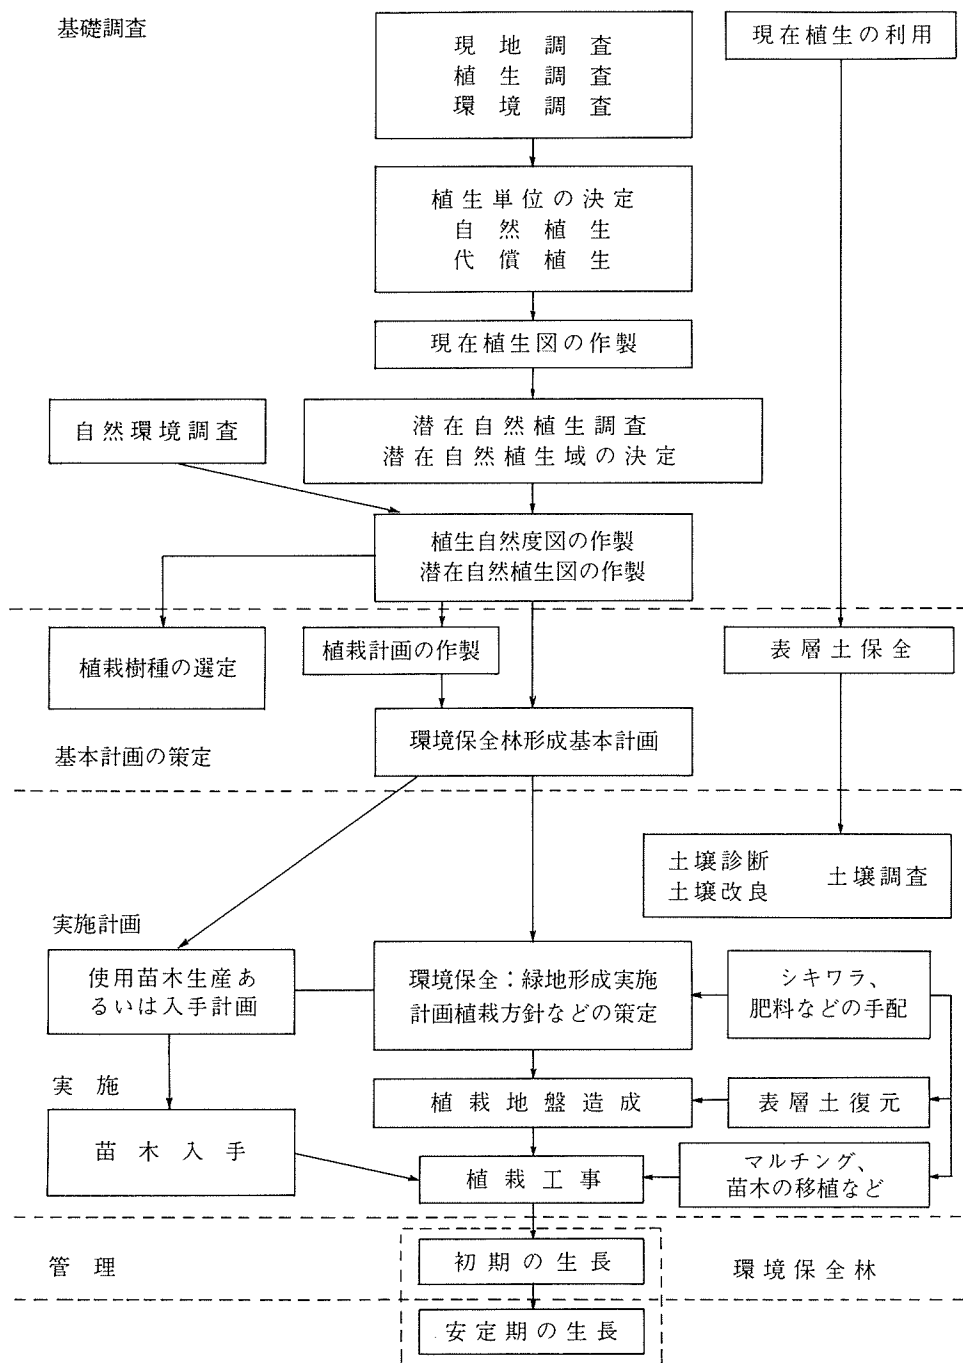 基礎調査
現地調査
植生調査
環境調査
現在植生の利用
植生単位の決定
自然植生
代償植生
現在植生図の作製
自然環境調査
潜在自然植生調査
潜在自然植生域の決定
植生自然度図の作製
潜在自然植生図の作製
植栽樹種の選定
植栽計画の作製
表層土保全
環境保全林形成基本計画
基本計画の策定
土壌診断
土壌改良
土壌調査
実施計画
使用苗木生産あ
るいは入手計画
環境保全：緑地形成実施
計画植栽方針などの策定
シキワラ、
肥料などの手配
実施
植栽地盤造成
表層土復元
苗木入手
植栽工事
マルチング、
苗木の移植など
管理
初期の生長
環境保全林
安定期の生長